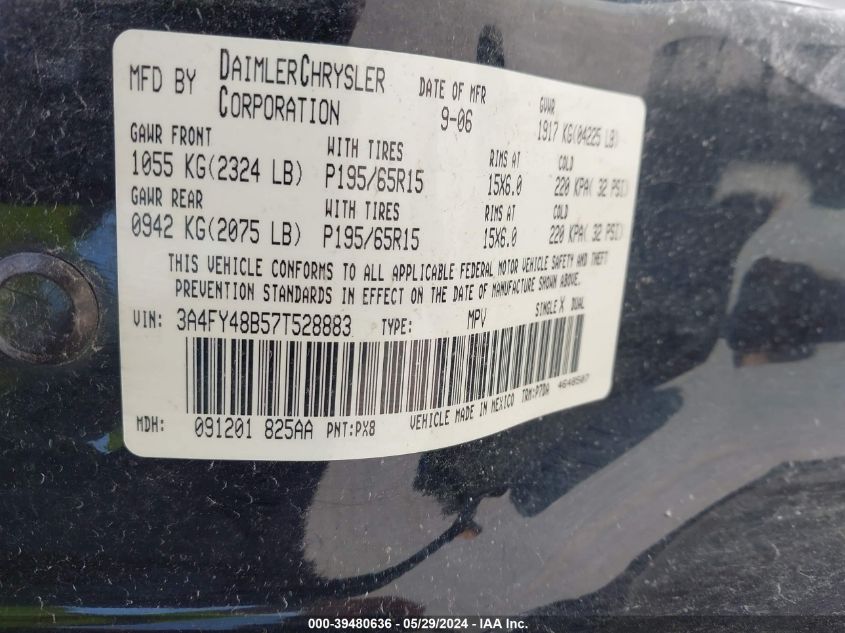 MFD BY DAIMLERCHRYSLER CORPORATION
DATE OF MFR 9-06
GVWR 1917 KG(04225 LB)
GAWR FRONT WITH TIRES RIMS AT COLD
1055 KG(2324 LB) P195/65R15 15X6.0 220 KPA( 32 PSI)
GAWR REAR WITH TIRES RIMS AT COLD
0942 KG(2075 LB) P195/65R15 15X6.0 220 KPA( 32 PSI)
THIS VEHICLE CONFORMS TO ALL APPLICABLE FEDERAL MOTOR VEHICLE SAFETY AND THEFT
PREVENTION STANDARDS IN EFFECT ON THE DATE OF MANUFACTURE SHOWN ABOVE.
VIN: 3A4FY48B57T528883 TYPE: MPV SINGLE X DUAL
MDH: 091201 825AA PNT:PX8 VEHICLE MADE IN MEXICO TRM:P7DA 4648507
000-39480636 - 05/29/2024 - IAA Inc.